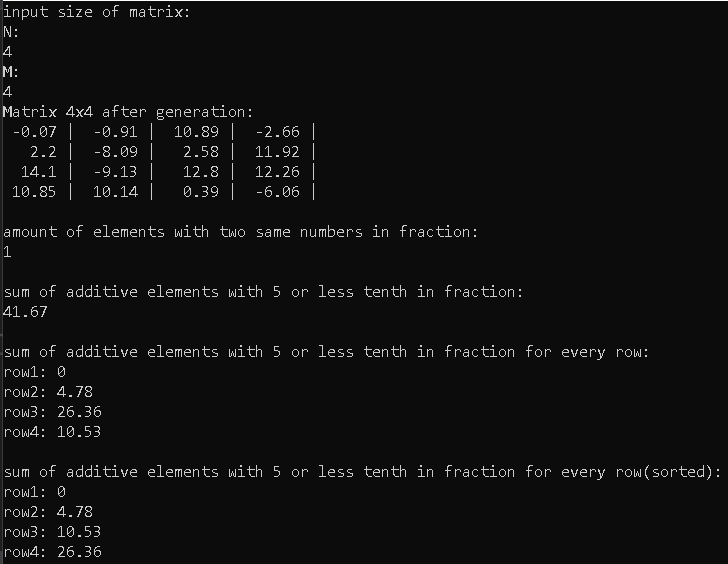 input size of matrix:
N:
4
M:
4
Matrix 4x4 after generation:
-0.07 | -0.91 | 10.89 | -2.66 |
2.2 | -8.09 | 2.58 | 11.92 |
14.1 | -9.13 | 12.8 | 12.26 |
10.85 | 10.14 | 0.39 | -6.06 |
amount of elements with two same numbers in fraction:
1
sum of additive elements with 5 or less tenth in fraction:
41.67
sum of additive elements with 5 or less tenth in fraction for every row:
row1: 0
row2: 4.78
row3: 26.36
row4: 10.53
sum of additive elements with 5 or less tenth in fraction for every row(sorted):
row1: 0
row2: 4.78
row3: 10.53
row4: 26.36